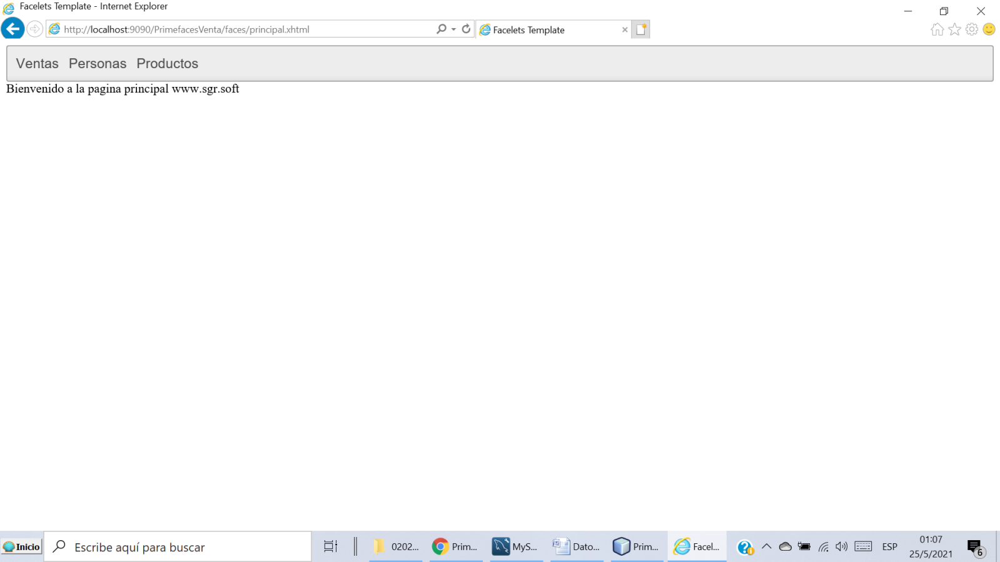 Facelets Template - Internet Explorer
http://localhost:9090/PrimefacesVenta/faces/principal.xhtml
Facelets Template
Ventas Personas Productos
Bienvenido a la pagina principal www.sgr.soft
Inicio
Escribe aquí para buscar
0202...
Prim...
MyS...
Dato...
Prim...
Facel...
ESP
01:07
25/5/2021
6